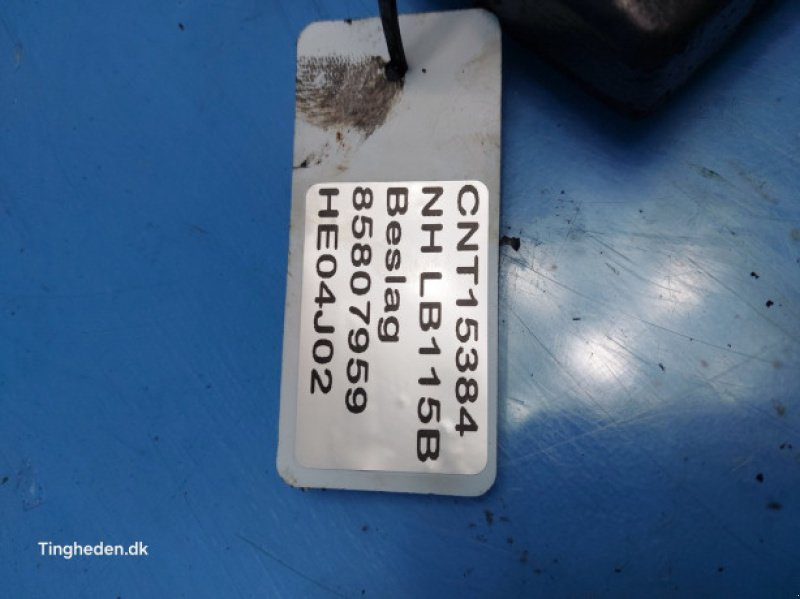 CNT15384
NH LB115B
Beslag
85807959
HE04J02
Tingheden.dk